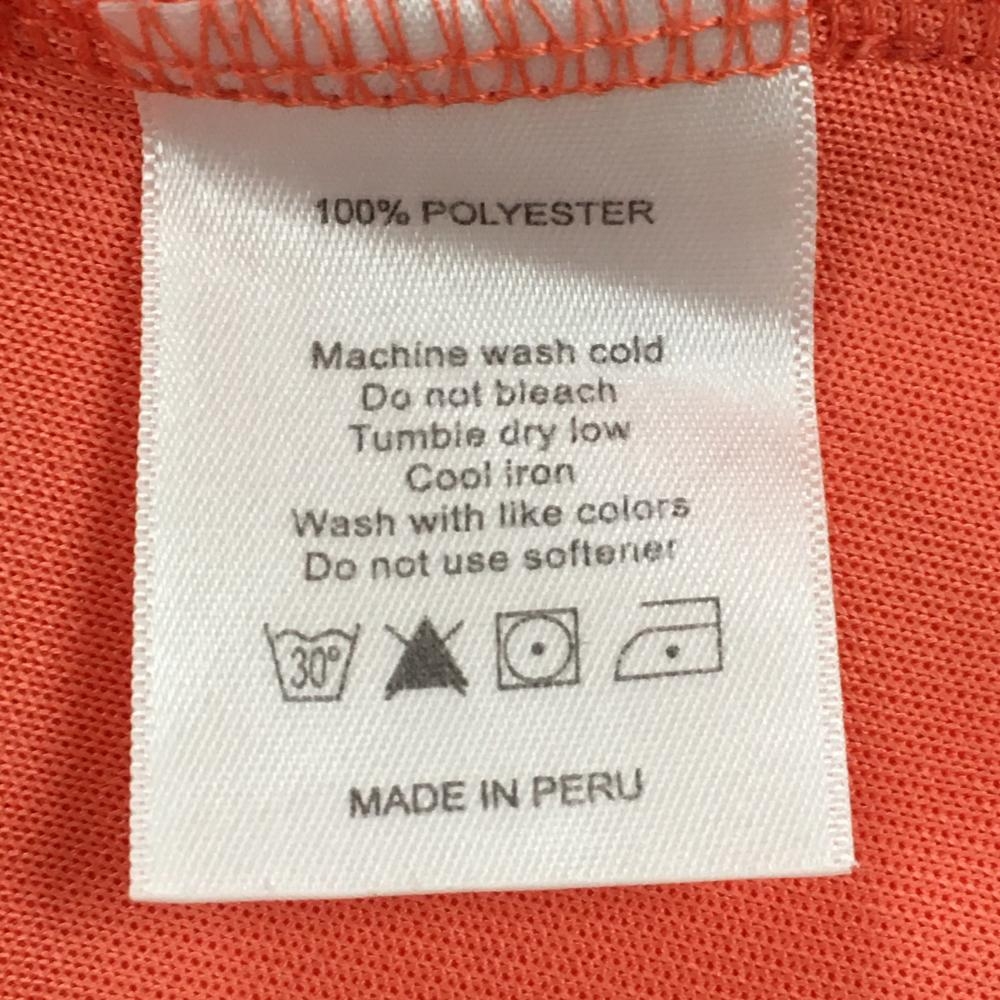 100% POLYESTER
Machine wash cold
Do not bleach
Tumble dry low
Cool iron
Wash with like colors
Do not use softener
30°
MADE IN PERU